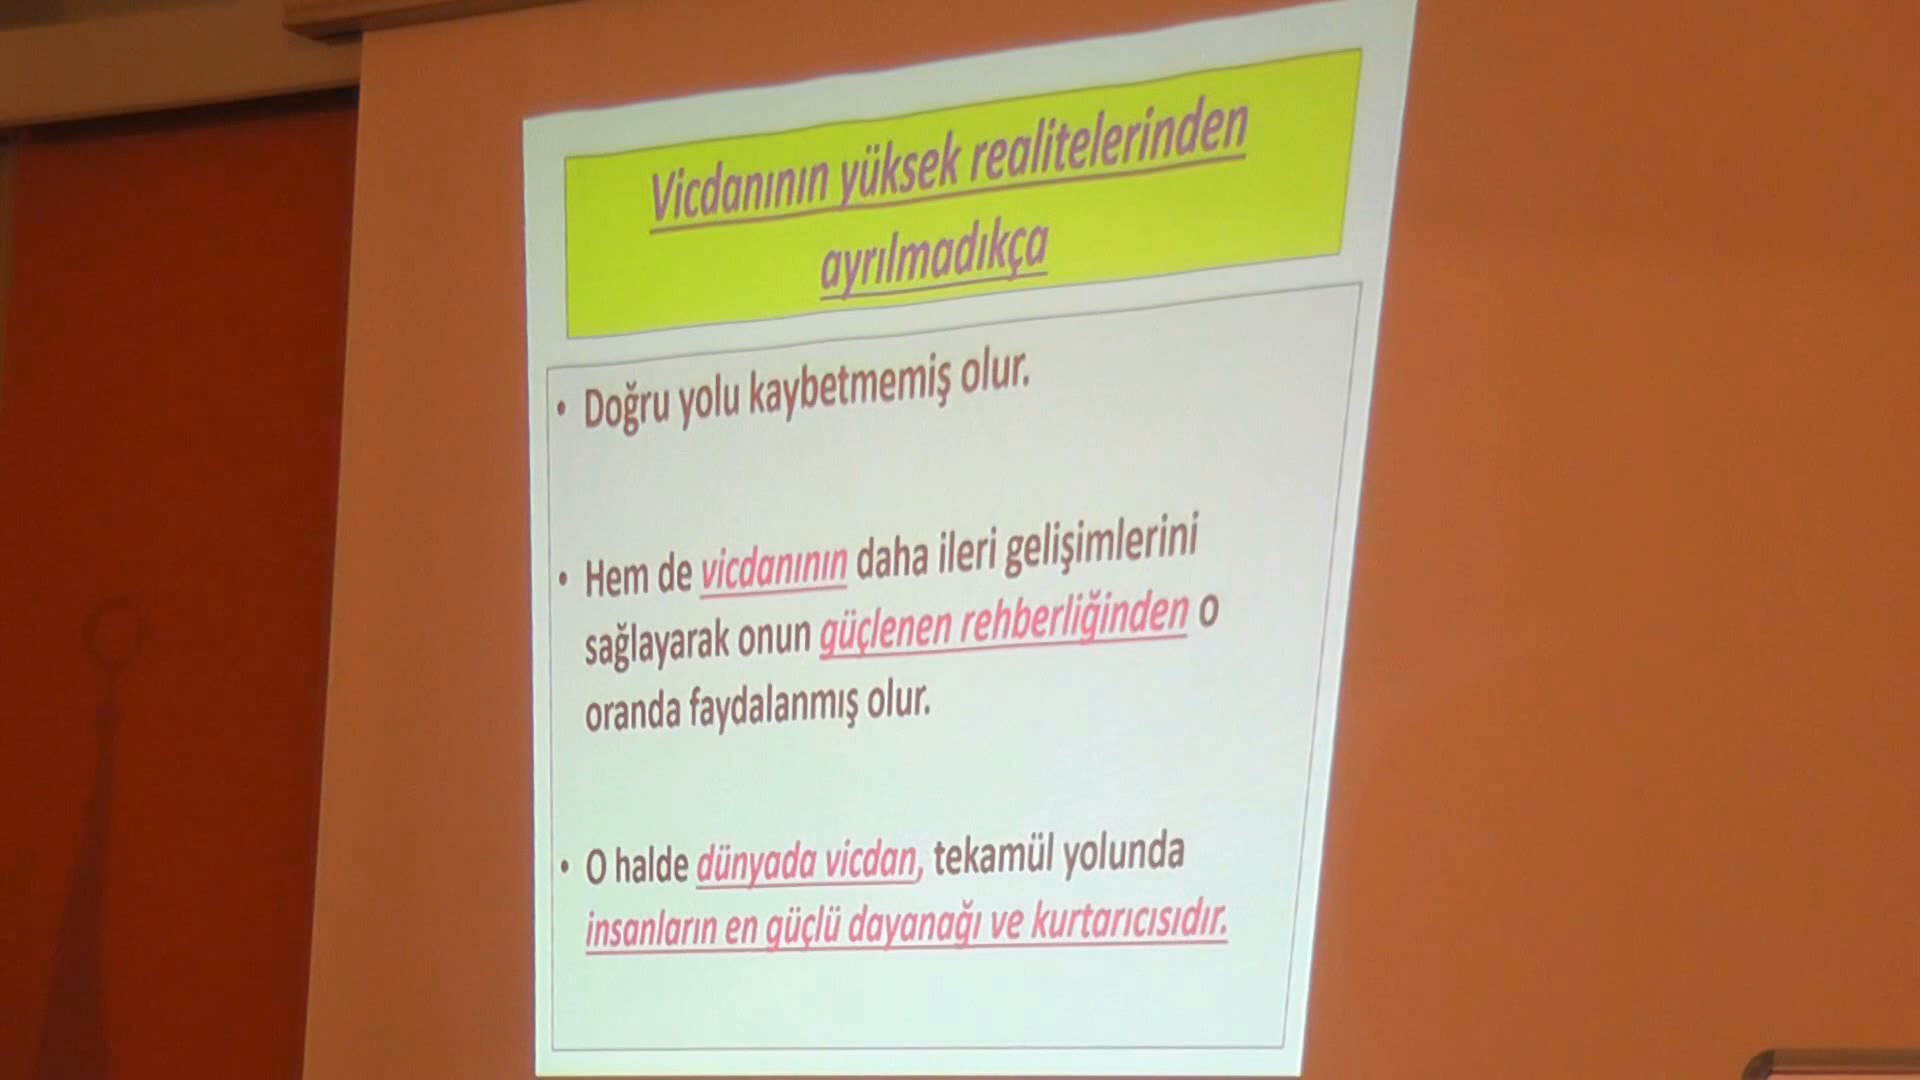 Vicdanının yüksek realitelerinden
ayrılmadıkça
• Doğru yolu kaybetmemiş olur.
• Hem de vicdanının daha ileri gelişimlerini
sağlayarak onun güçlenen rehberliğinden o
oranda faydalanmış olur.
• O halde dünyada vicdan, tekamül yolunda
insanların en güçlü dayanağı ve kurtarıcısıdır.